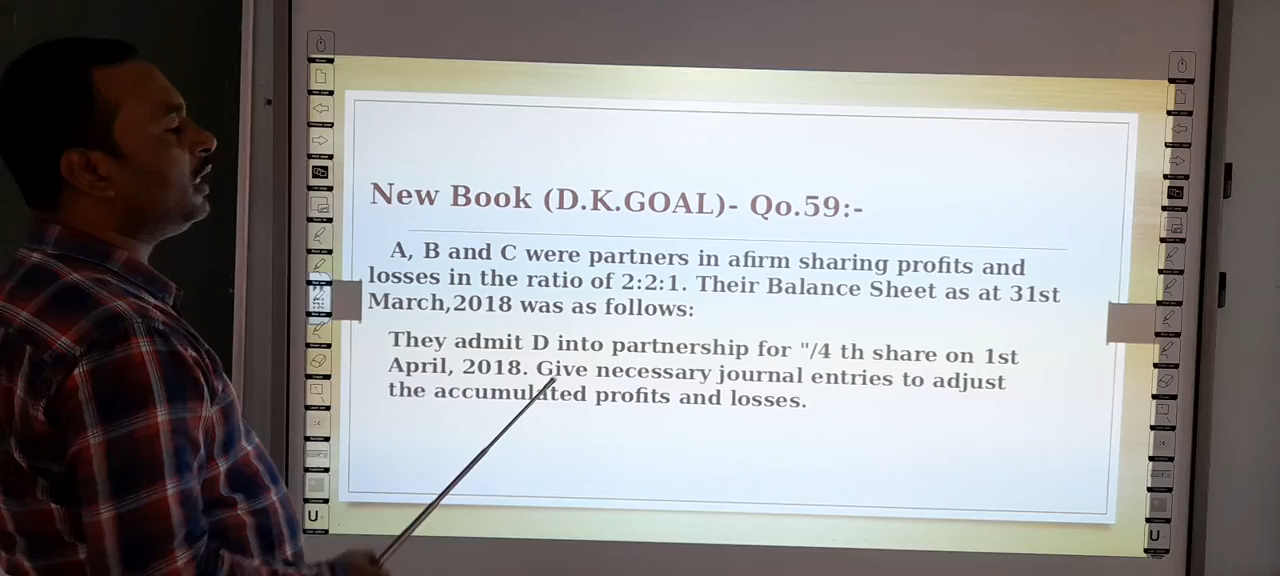 New Book (D.K.GOAL)- Qo.59:-
A, B and C were partners in afirm sharing profits and
losses in the ratio of 2:2:1. Their Balance Sheet as at 31st
March,2018 was as follows:
They admit D into partnership for "/4 th share on 1st
April, 2018. Give necessary journal entries to adjust
the accumulated profits and losses.